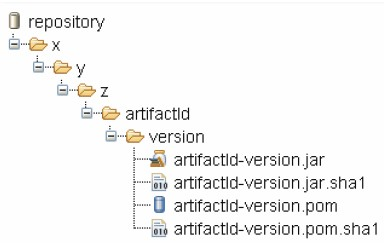 repository
x
y
z
artifactId
version
artifactId-version.jar
artifactId-version.jar.sha1
artifactId-version.pom
artifactId-version.pom.sha1